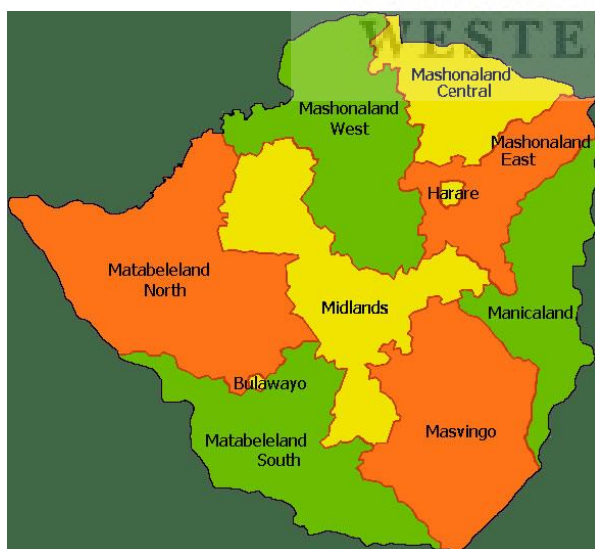 WESTE
Mashonaland
Central
Mashonaland
West
Mashonaland
East
Harare
Matabeleland
North
Midlands
Manicaland
Bulawayo
Matabeleland
South
Masvingo